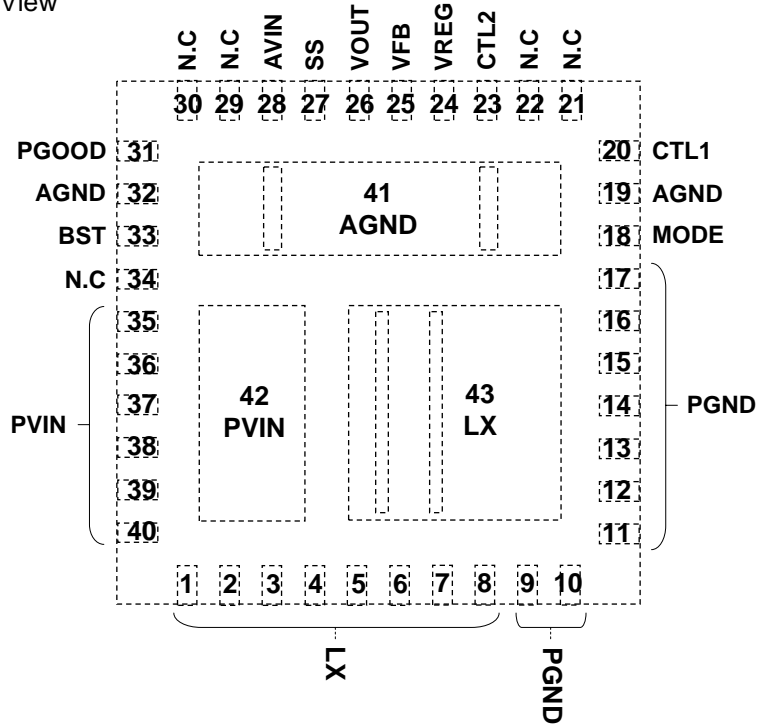 View
N.C N.C AVIN SS VOUT VFB VREG CTL2 N.C N.C
30 29 28 27 26 25 24 23 22 21
PGOOD 31 20 CTL1
41
AGND 32 19 AGND
AGND
BST 33 18 MODE
N.C 34 17
35 16
36 15
42 43
37 14
PVIN PGND
PVIN LX
38 13
39 12
40 11
1 2 3 4 5 6 7 8 9 10
LX PGND